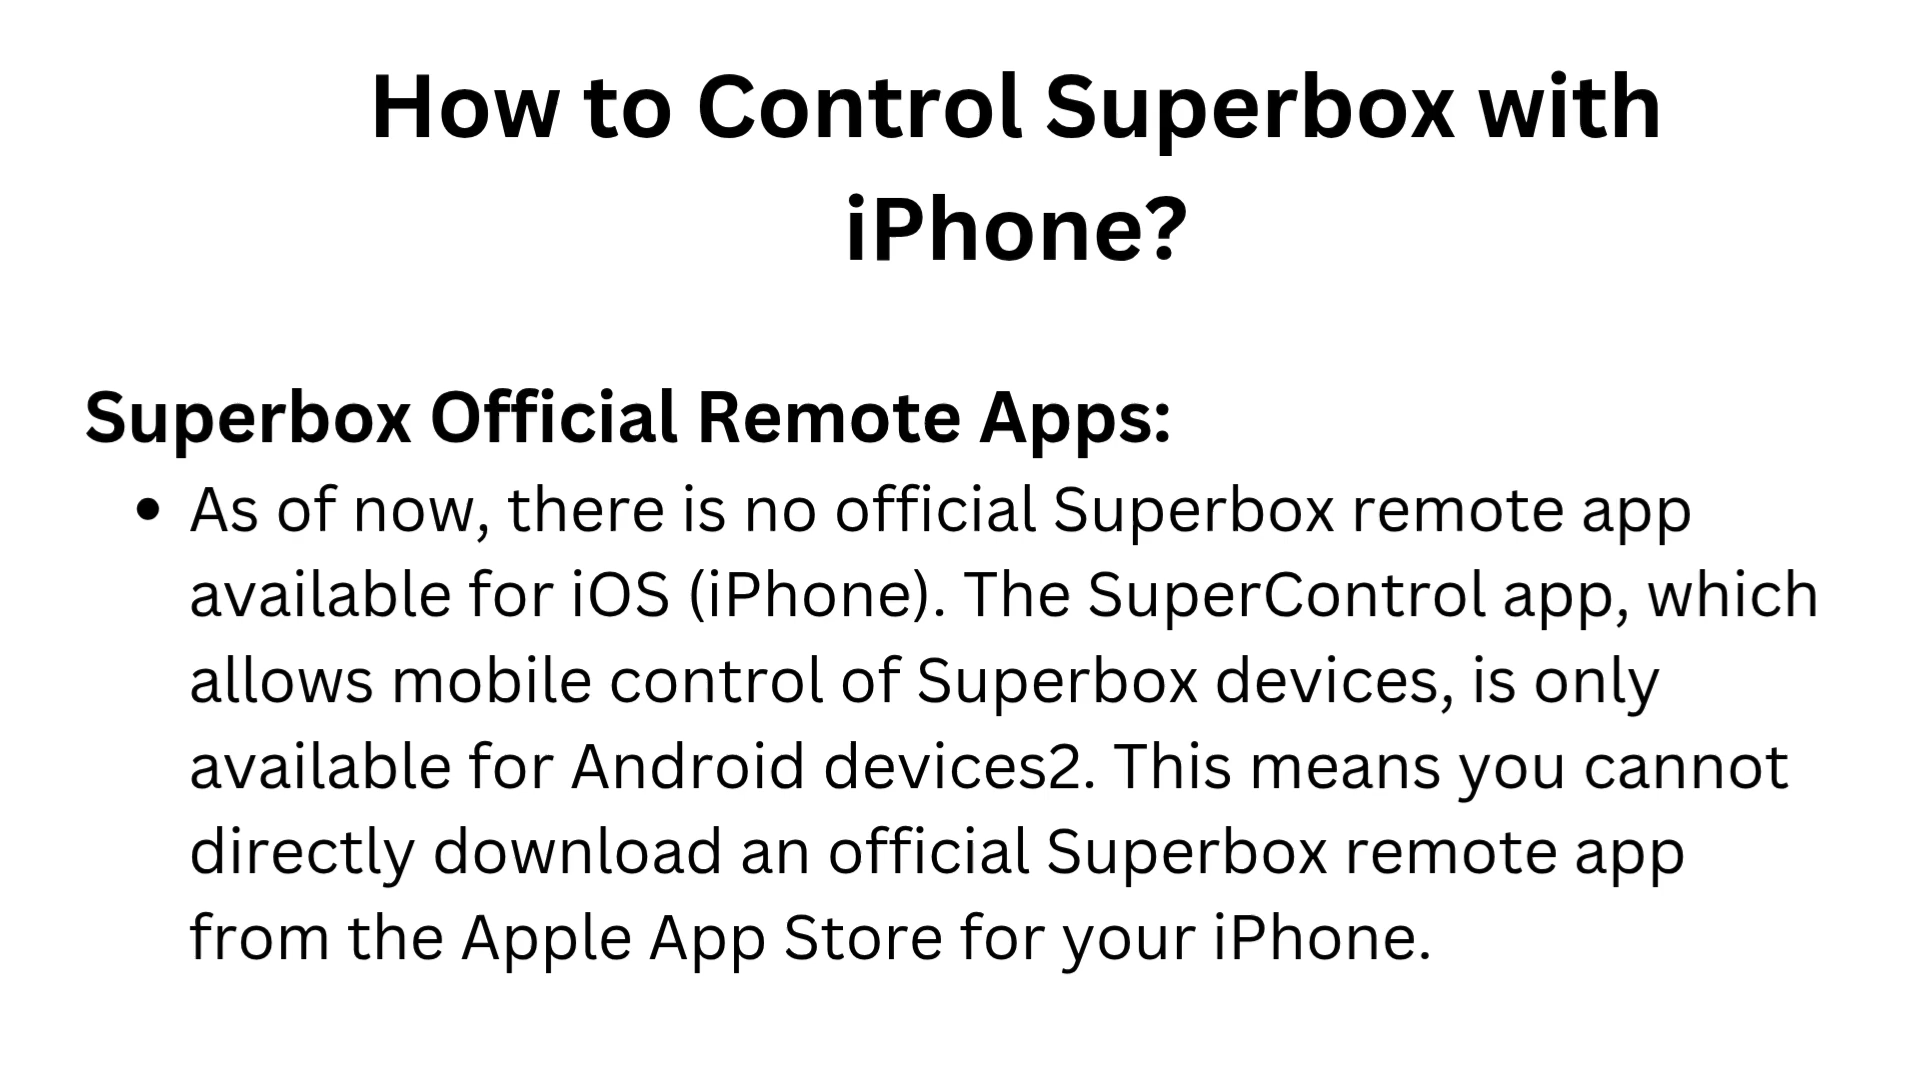 How to Control Superbox with
iPhone?
Superbox Official Remote Apps:
• As of now, there is no official Superbox remote app
available for iOS (iPhone). The SuperControl app, which
allows mobile control of Superbox devices, is only
available for Android devices2. This means you cannot
directly download an official Superbox remote app
from the Apple App Store for your iPhone.